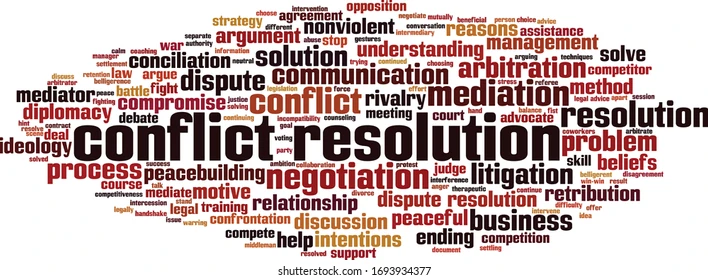 opposition
choose intervention negotiate mutually beneficial person choice advice
strategy agreement nonviolent conversation reasons assistance
different intermediary
separate authority argument abuse stop gestures understanding management
war information neutral solution trying continued arguing techniques solve
manager calm coaching conciliation communication arbitration competitor
settlement law argue dispute stress referee
discuss retention legislation force effort mediation method
arbitrator bible peace battle fight conflict rivalry legal advice apart session
mediator fighting compromise justice solving meeting court hand balance fist resolution
diplomacy debate continuing incompatibility counseling advocate coworkers arbitrate
hint contract goal
resolve scene deal conflict resolution problem
ideology voting skill beliefs
solved success party belligerent
process peacebuilding ambition collaboration protest judge litigation win-win result disagreement
competitiveness negotiation interference
course talk mediate motive divorce anger therapeutic continue retribution
intercession stand legal training relationship dispute resolution difficulty offer
legally handshake confrontation discussion peaceful business intervene idea
issue warring
compete help intentions ending competition
middleman resolved support document settling
shutterstock.com · 1693934377